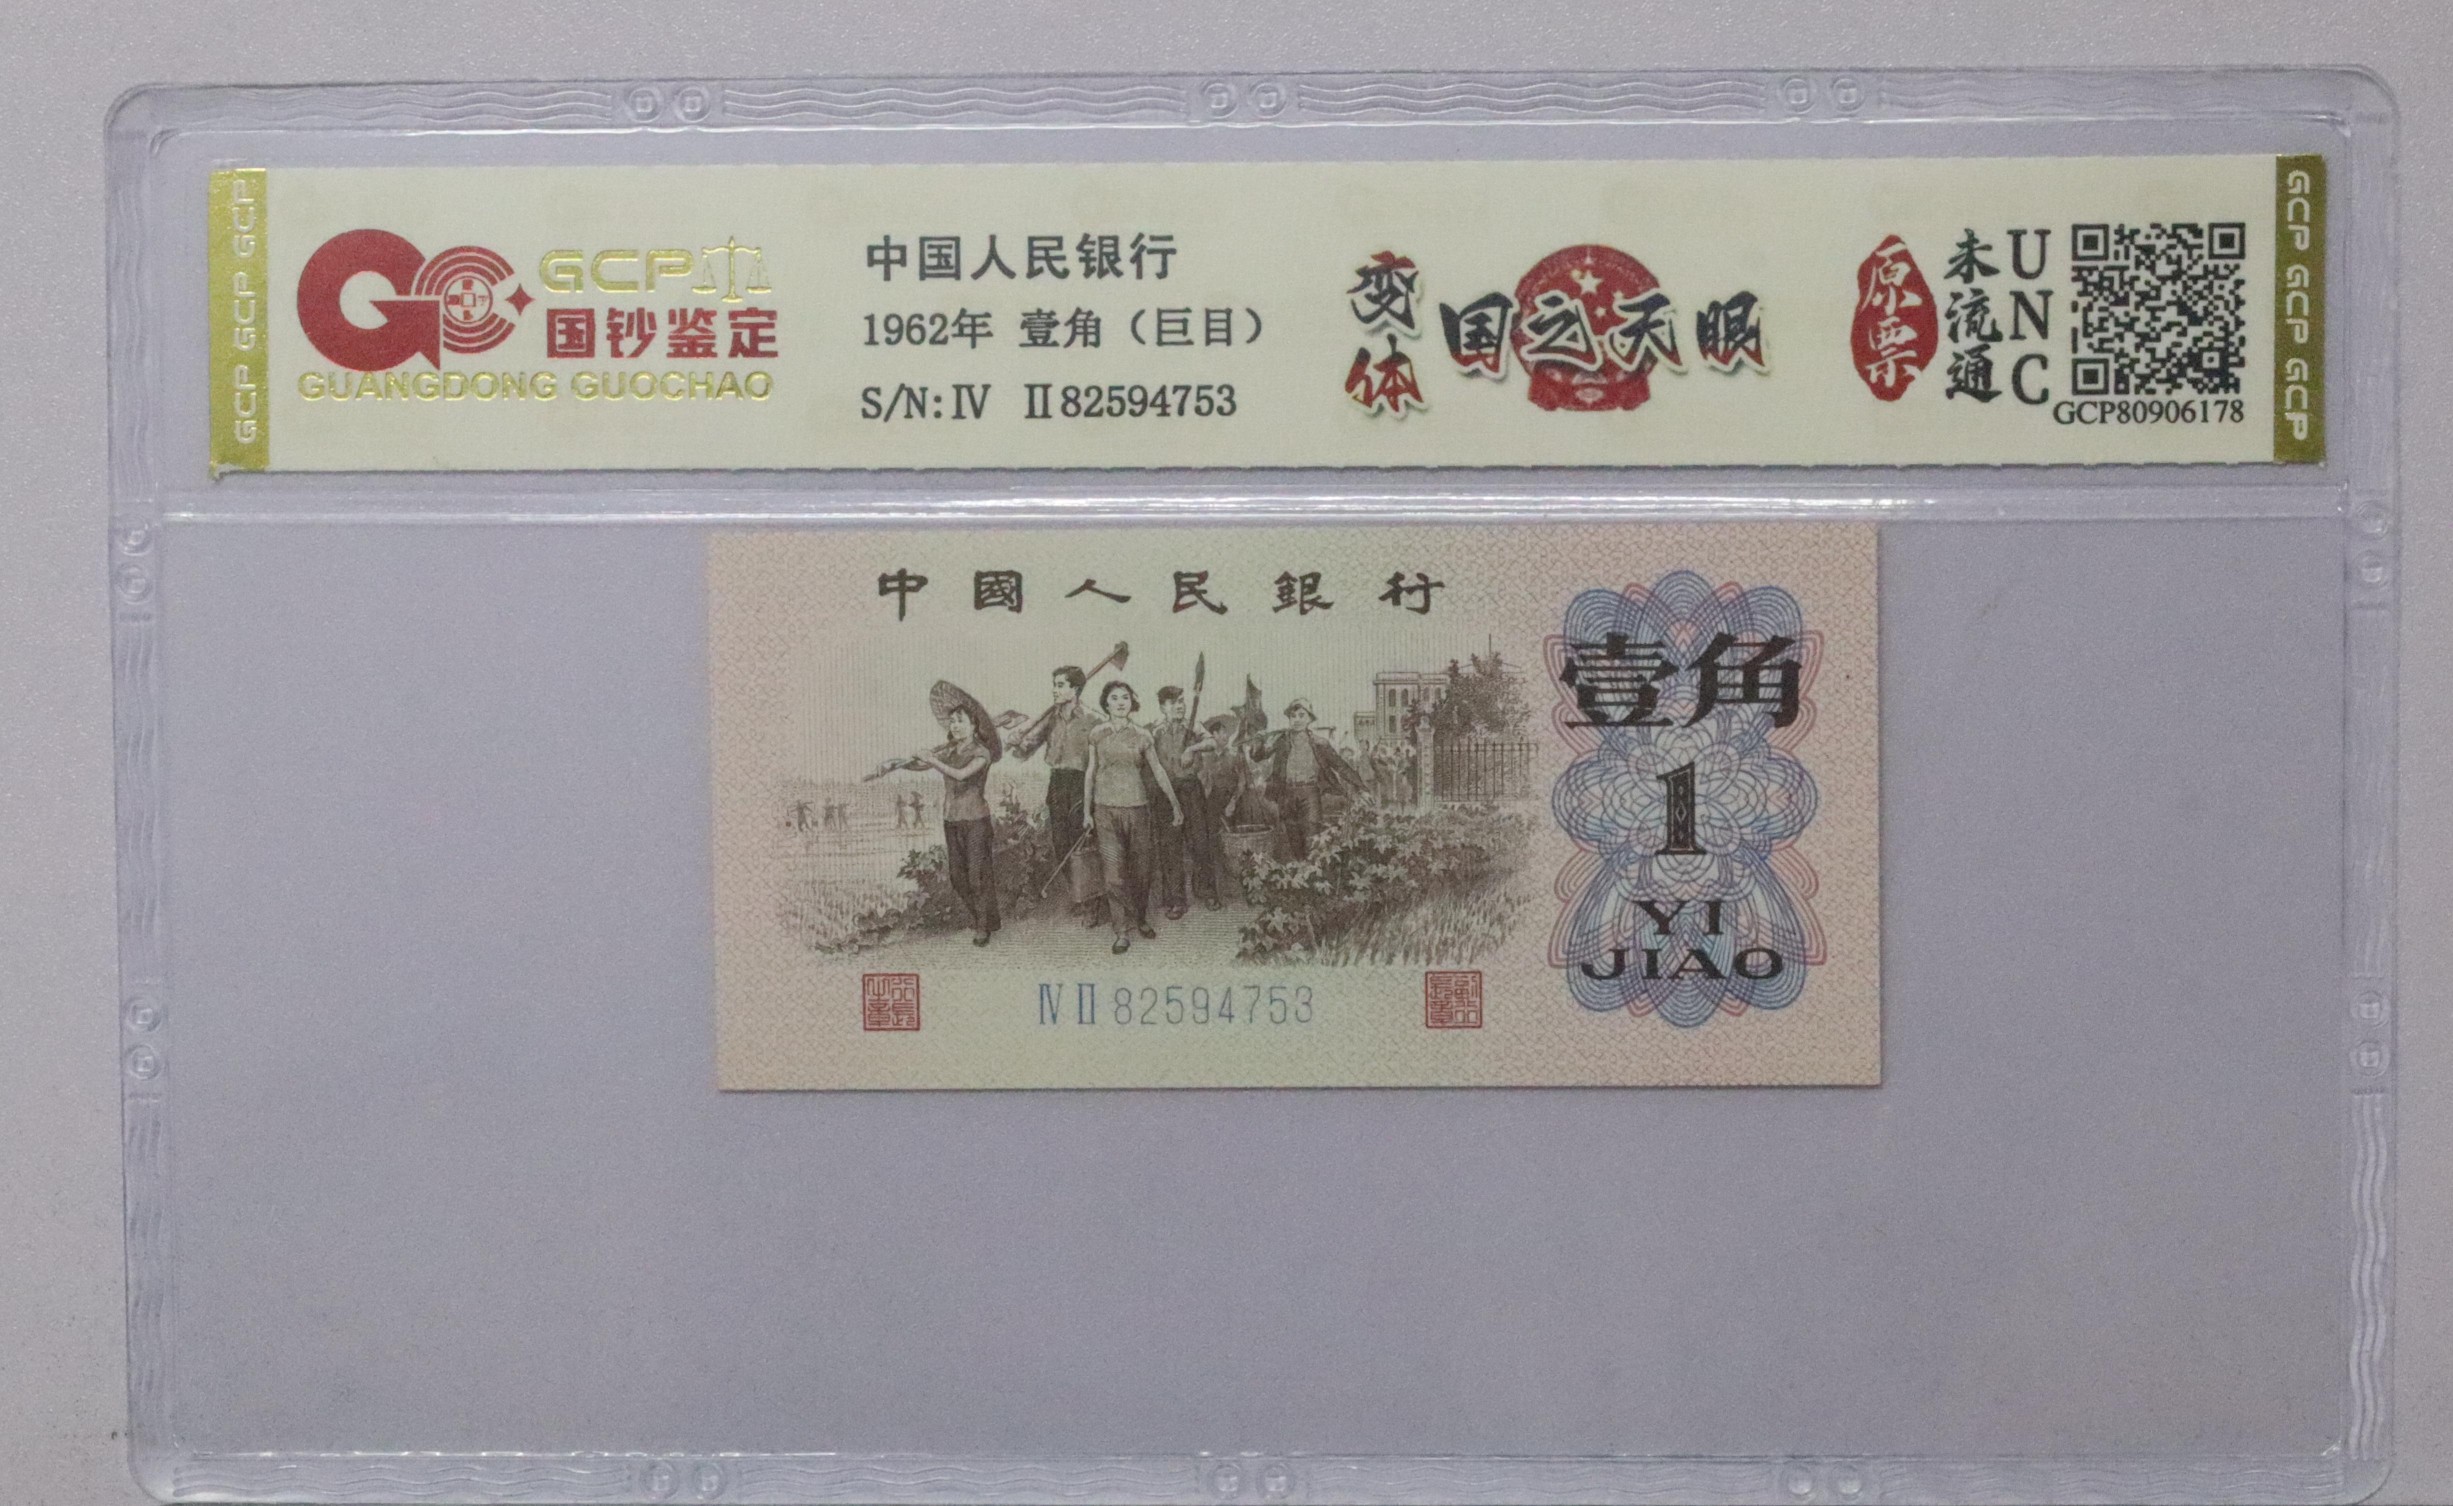 GCP GCP GCP
GCP
国钞鉴定
GUANGDONG GUOCHAO
中国人民银行
1962年 壹角（巨目）
S/N: IV II 82594753
变体
国之天眼
原票
未流通
UNC
GCP80906178
GCP GCP GCP
中國人民銀行
壹角
1
YI
JIAO
IV II 82594753